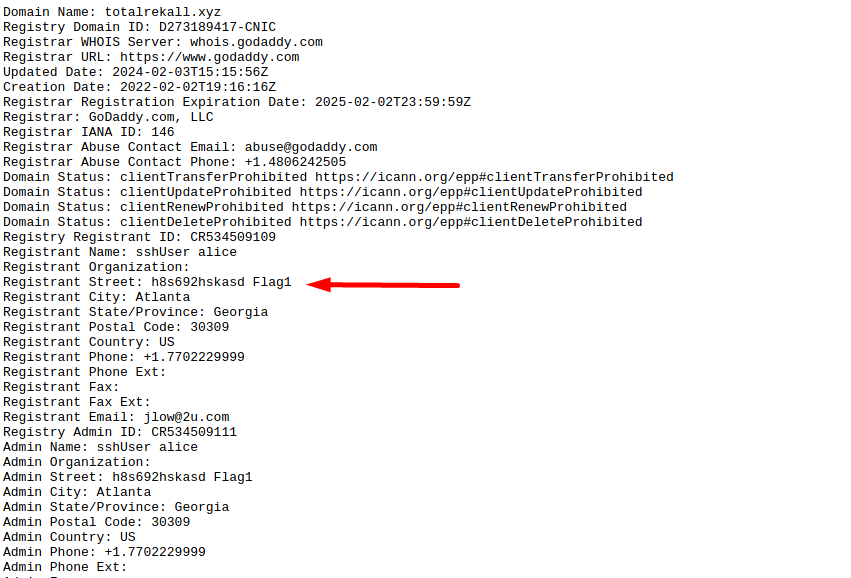 Domain Name: totalrekall.xyz
Registry Domain ID: D273189417-CNIC
Registrar WHOIS Server: whois.godaddy.com
Registrar URL: https://www.godaddy.com
Updated Date: 2024-02-03T15:15:56Z
Creation Date: 2022-02-02T19:16:16Z
Registrar Registration Expiration Date: 2025-02-02T23:59:59Z
Registrar: GoDaddy.com, LLC
Registrar IANA ID: 146
Registrar Abuse Contact Email: abuse@godaddy.com
Registrar Abuse Contact Phone: +1.4806242505
Domain Status: clientTransferProhibited https://icann.org/epp#clientTransferProhibited
Domain Status: clientUpdateProhibited https://icann.org/epp#clientUpdateProhibited
Domain Status: clientRenewProhibited https://icann.org/epp#clientRenewProhibited
Domain Status: clientDeleteProhibited https://icann.org/epp#clientDeleteProhibited
Registry Registrant ID: CR534509109
Registrant Name: sshUser alice
Registrant Organization:
Registrant Street: h8s692hskasd Flag1
Registrant City: Atlanta
Registrant State/Province: Georgia
Registrant Postal Code: 30309
Registrant Country: US
Registrant Phone: +1.7702229999
Registrant Phone Ext:
Registrant Fax:
Registrant Fax Ext:
Registrant Email: jlow@2u.com
Registry Admin ID: CR534509111
Admin Name: sshUser alice
Admin Organization:
Admin Street: h8s692hskasd Flag1
Admin City: Atlanta
Admin State/Province: Georgia
Admin Postal Code: 30309
Admin Country: US
Admin Phone: +1.7702229999
Admin Phone Ext: